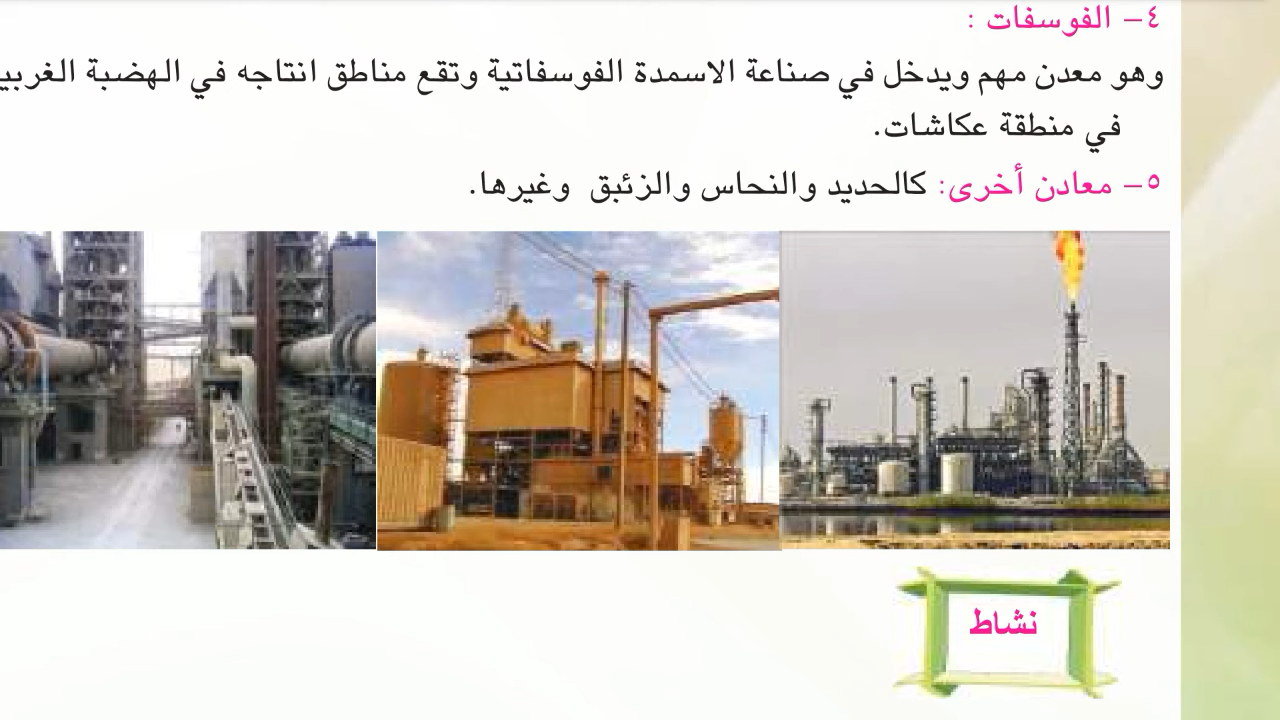 ٤– الفوسفات :
وهو معدن مهم ويدخل في صناعة الاسمدة الفوسفاتية وتقع مناطق انتاجه في الهضبة
في منطقة عكاشات.
٥– معادن أخرى: كالحديد والنحاس والزئبق وغيرها.
نشاط